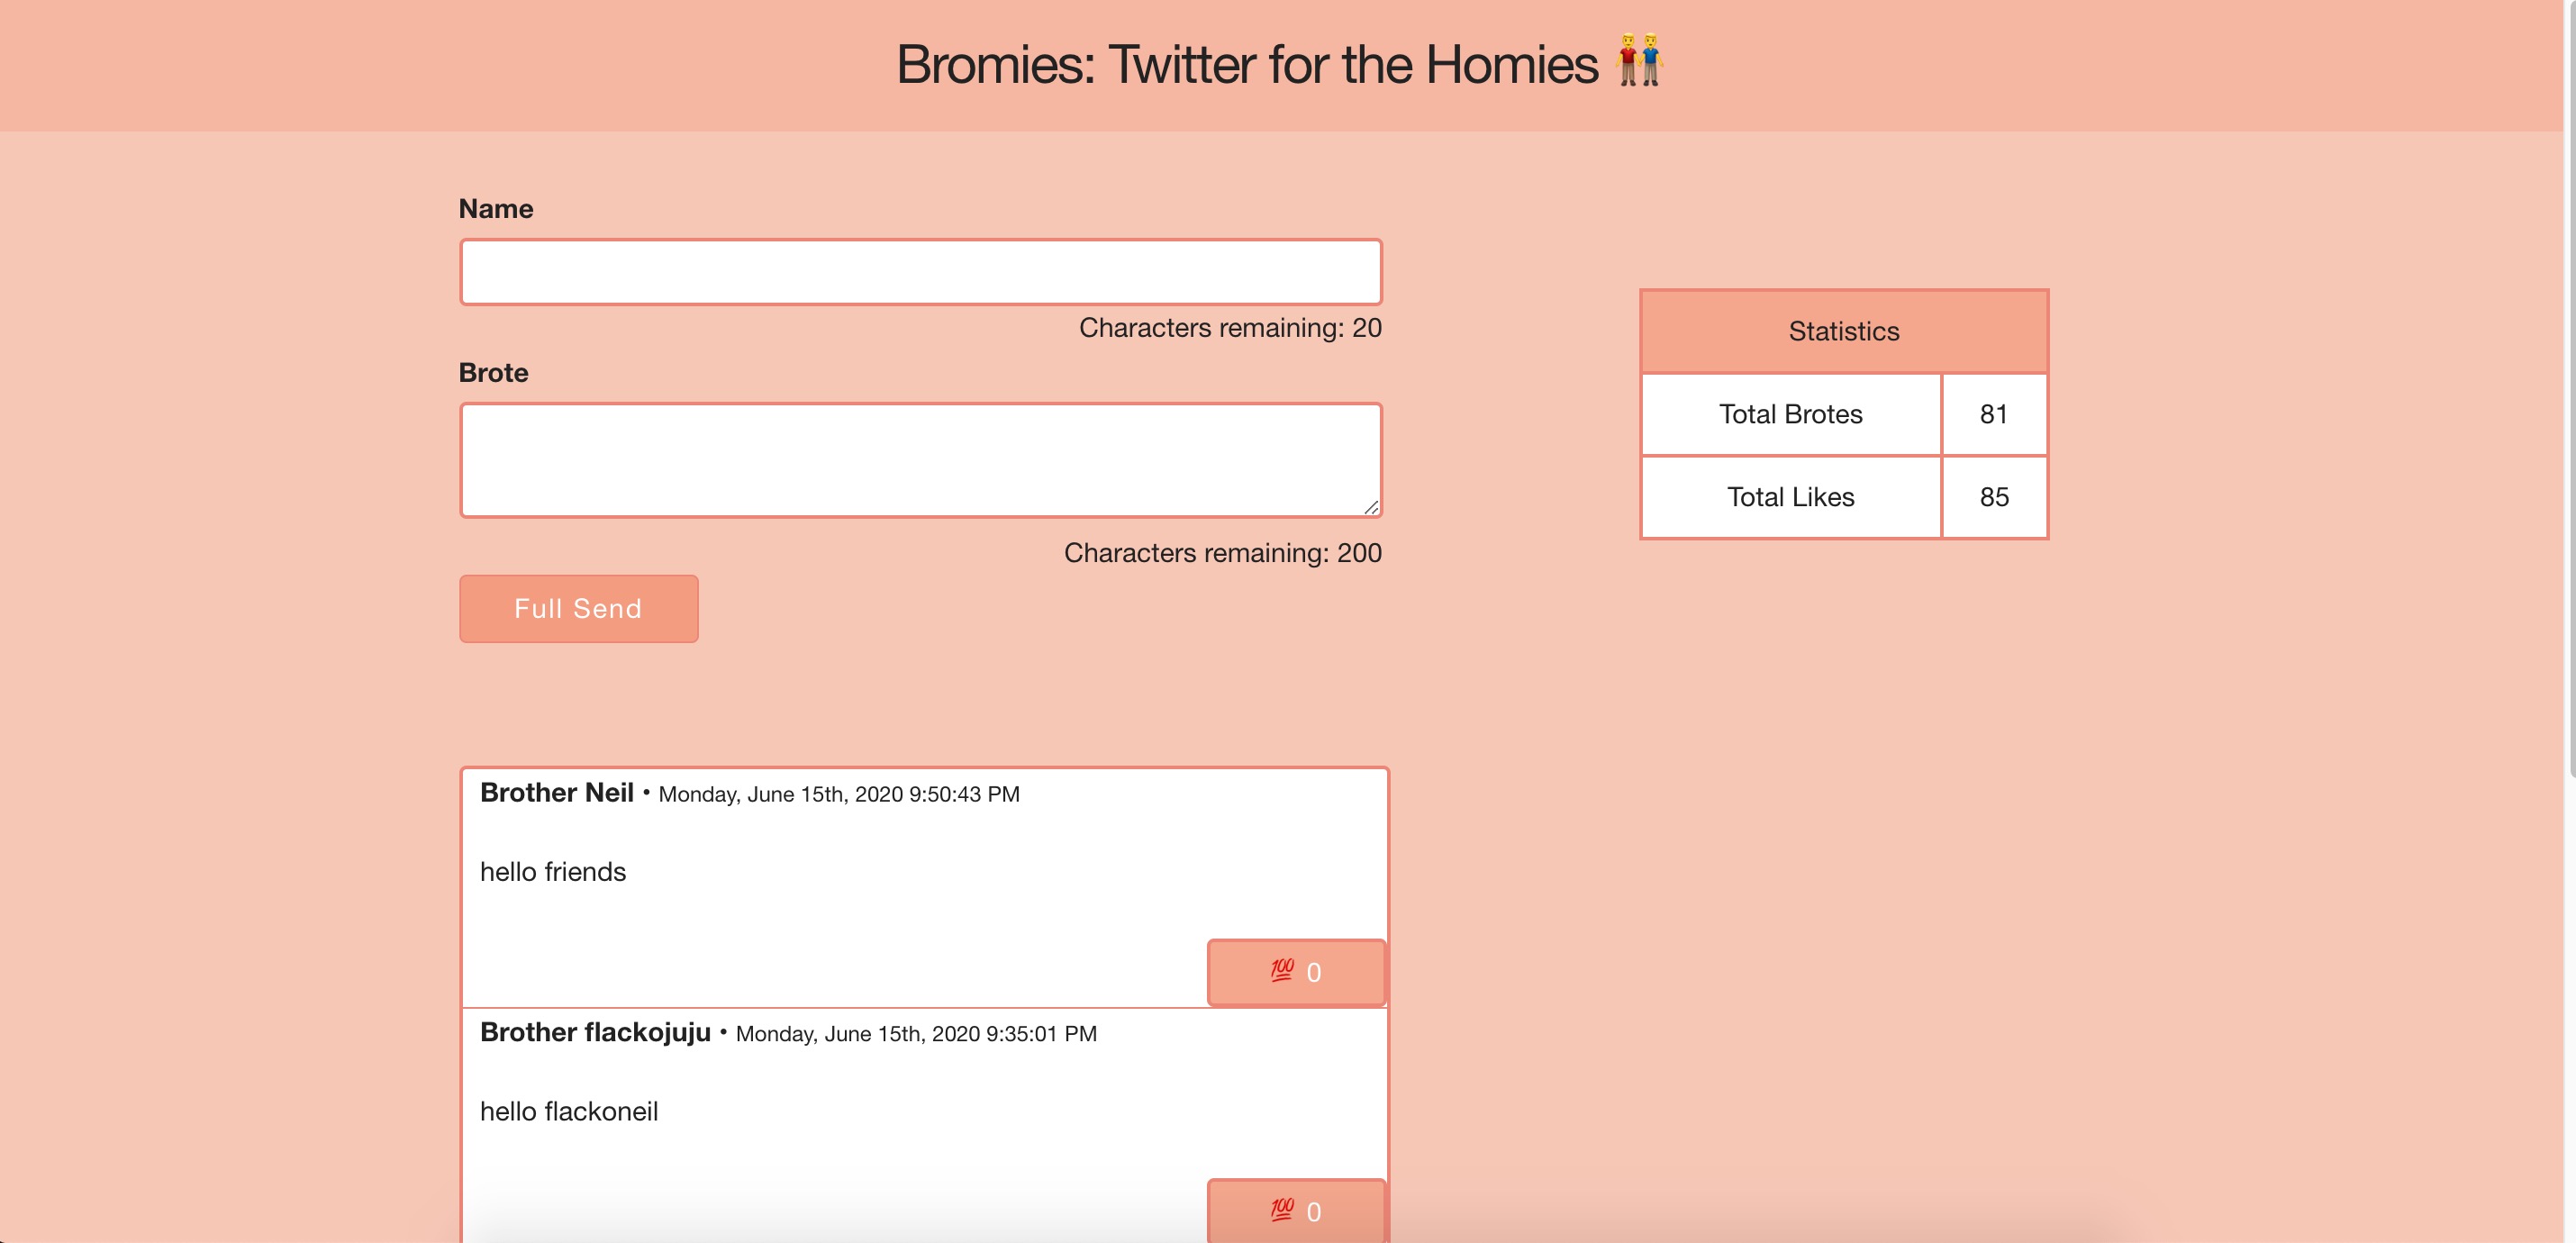 Bromies: Twitter for the Homies 👬
Name
Characters remaining: 20
Brote
Characters remaining: 200
Full Send
Statistics
Total Brotes 81
Total Likes 85
Brother Neil • Monday, June 15th, 2020 9:50:43 PM
hello friends
💯 0
Brother flackojuju • Monday, June 15th, 2020 9:35:01 PM
hello flackoneil
💯 0